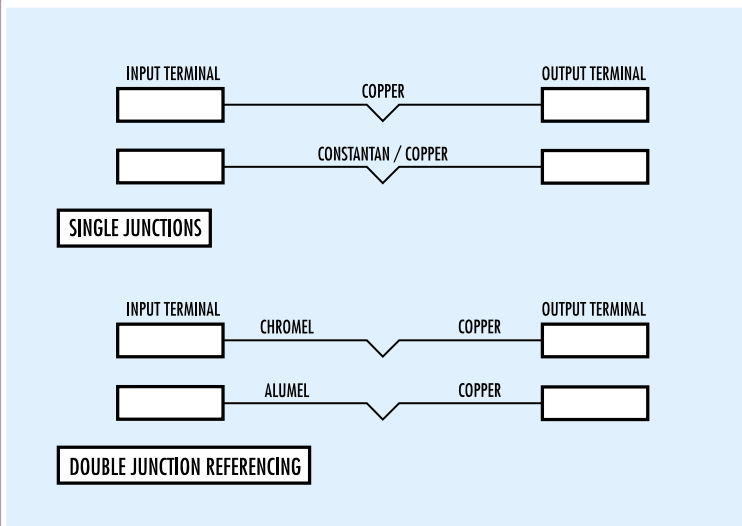 INPUT TERMINAL
OUTPUT TERMINAL
COPPER
CONSTANTAN / COPPER
SINGLE JUNCTIONS
INPUT TERMINAL
OUTPUT TERMINAL
CHROMEL
COPPER
ALUMEL
COPPER
DOUBLE JUNCTION REFERENCING